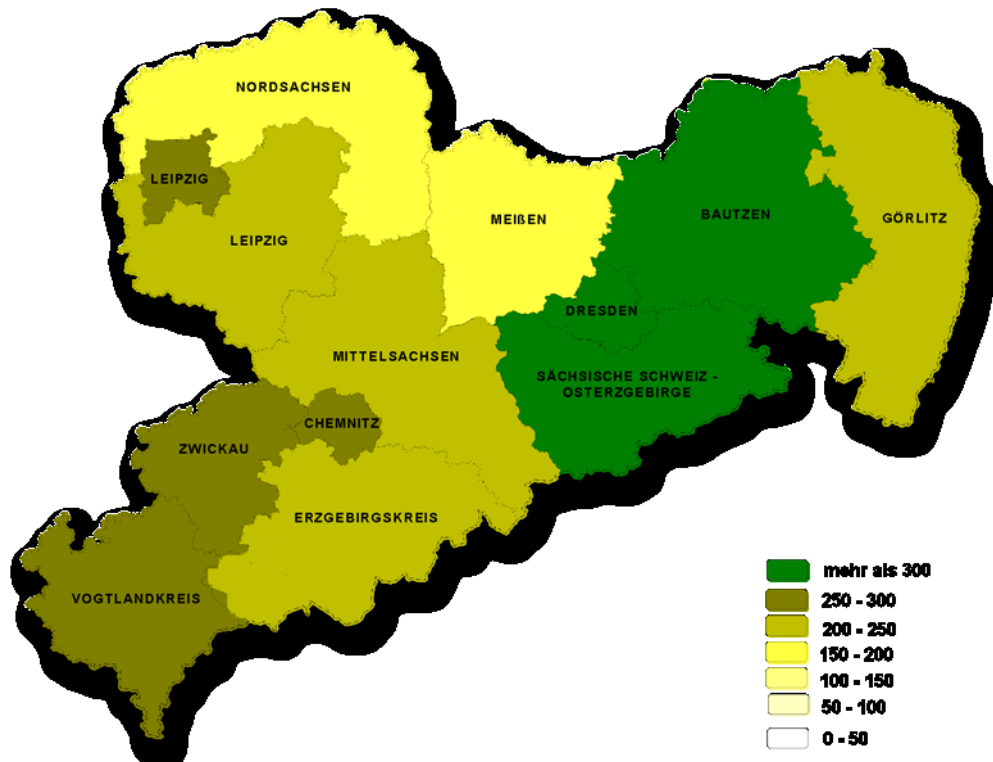 NORDSACHSEN
LEIPZIG
MEIßEN
BAUTZEN
GÖRLITZ
LEIPZIG
DRESDEN
MITTELSACHSEN
SÄCHSISCHE SCHWEIZ -
OSTERZGEBIRGE
CHEMNITZ
ZWICKAU
ERZGEBIRGSKREIS
VOGTLANDKREIS
mehr als 300
250 - 300
200 - 250
150 - 200
100 - 150
50 - 100
0 - 50